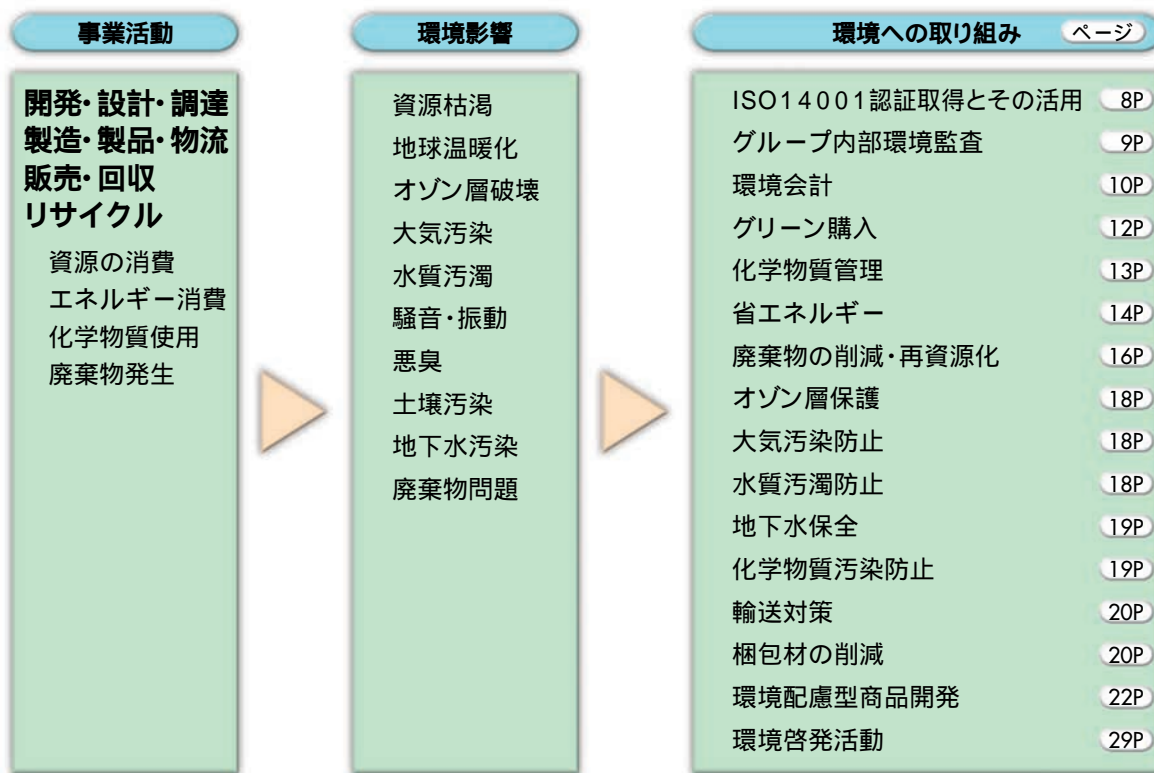 事業活動
開発・設計・調達
製造・製品・物流
販売・回収
リサイクル
資源の消費
エネルギー消費
化学物質使用
廃棄物発生
環境影響
資源枯渇
地球温暖化
オゾン層破壊
大気汚染
水質汚濁
騒音・振動
悪臭
土壌汚染
地下水汚染
廃棄物問題
環境への取り組み ページ
ISO14001認証取得とその活用 8P
グループ内部環境監査 9P
環境会計 10P
グリーン購入 12P
化学物質管理 13P
省エネルギー 14P
廃棄物の削減・再資源化 16P
オゾン層保護 18P
大気汚染防止 18P
水質汚濁防止 18P
地下水保全 19P
化学物質汚染防止 19P
輸送対策 20P
梱包材の削減 20P
環境配慮型商品開発 22P
環境啓発活動 29P